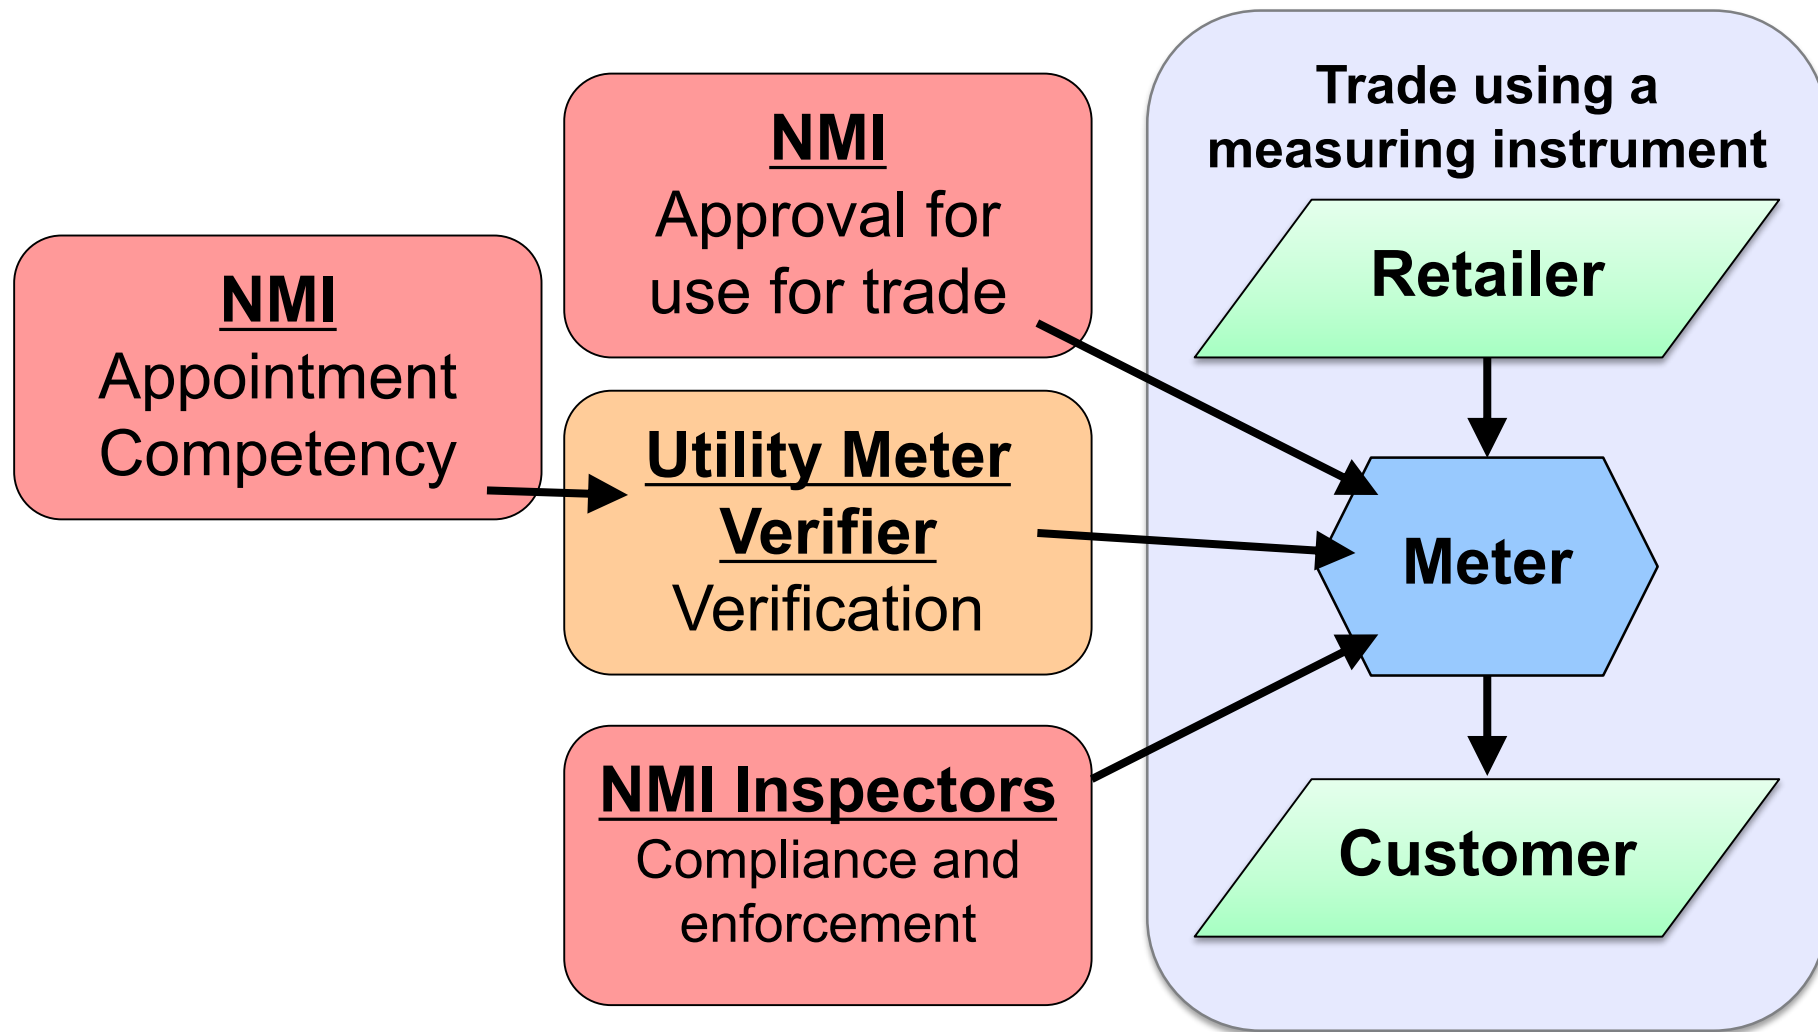 NMI
Appointment
Competency
NMI
Approval for
use for trade
Utility Meter
Verifier
Verification
NMI Inspectors
Compliance and
enforcement
Trade using a
measuring instrument
Retailer
Meter
Customer